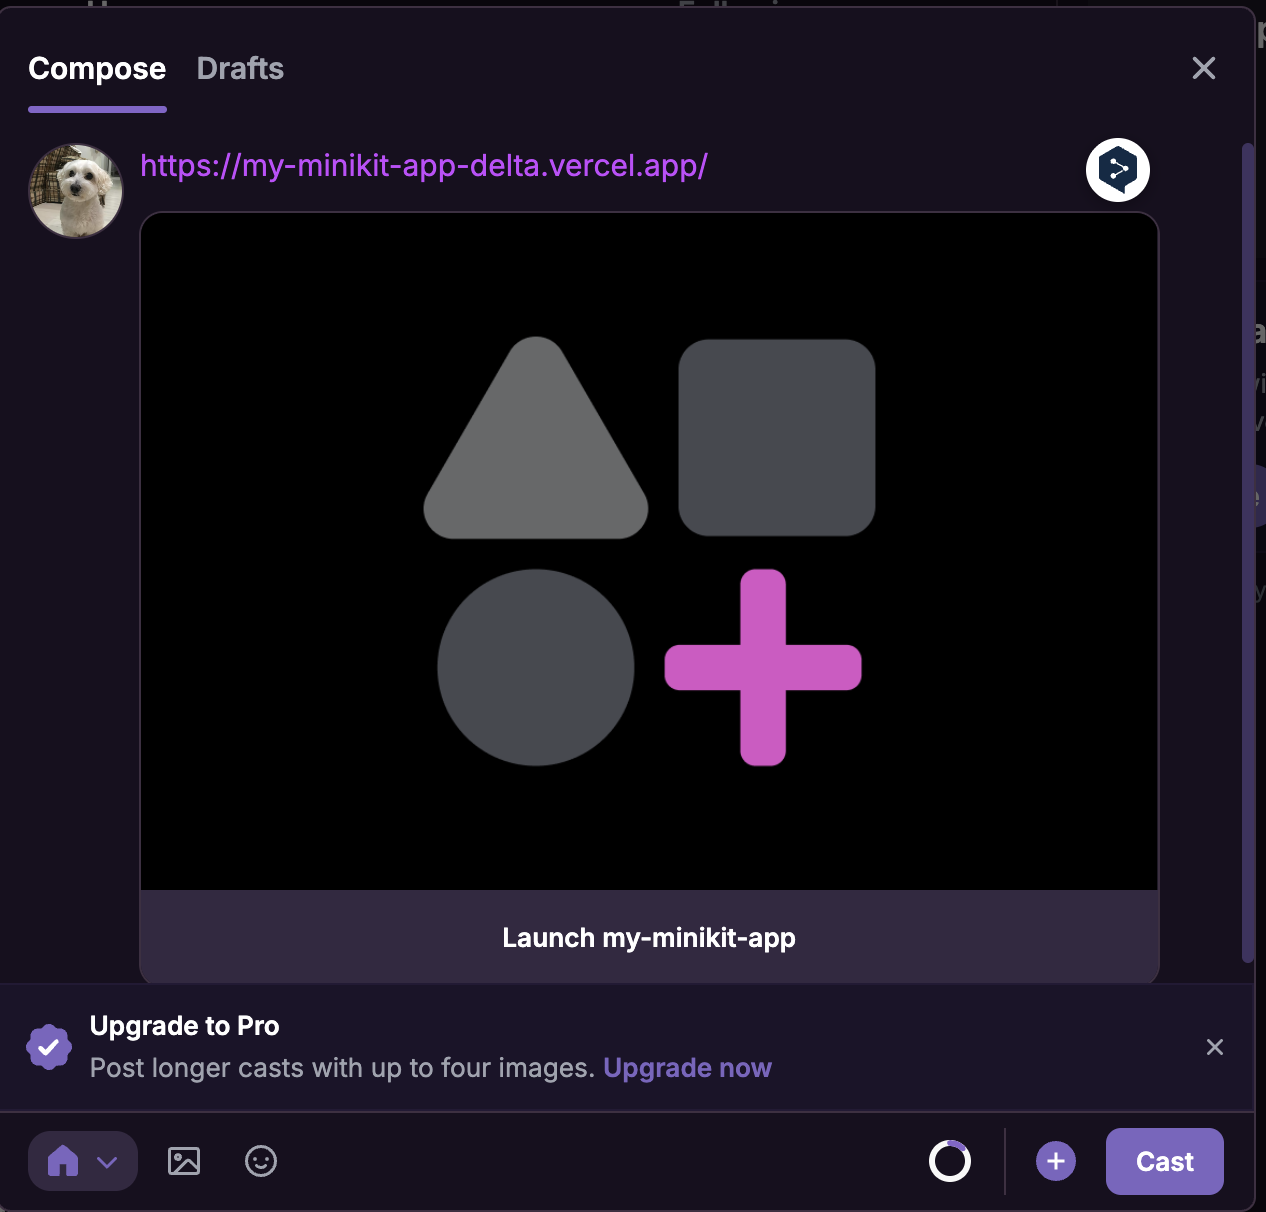 Compose Drafts
https://my-minikit-app-delta.vercel.app/
Launch my-minikit-app
Upgrade to Pro
Post longer casts with up to four images. Upgrade now
Cast